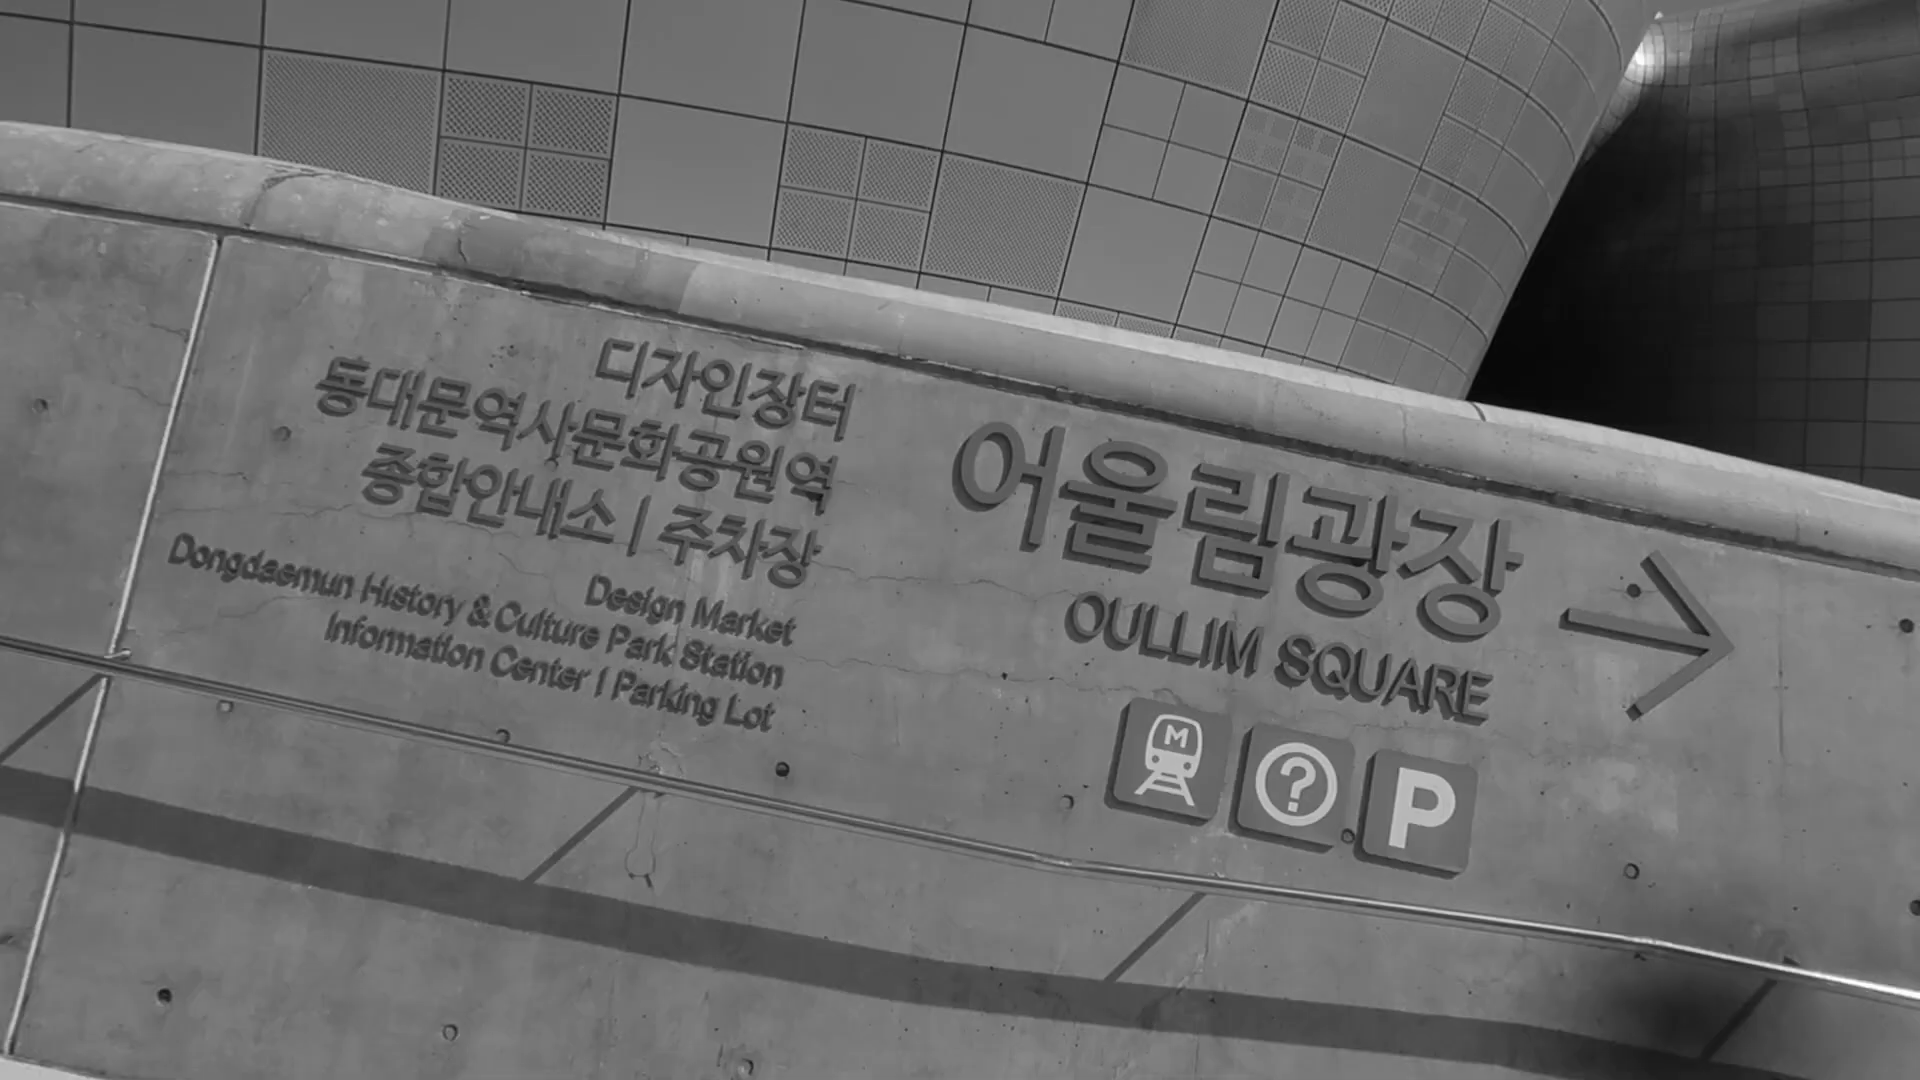 디자인장터
동대문역사문화공원역
종합안내소 | 주차장
Design Market
Dongdaemun History & Culture Park Station
Information Center | Parking Lot
어울림광장
OULLIM SQUARE
M
?
P